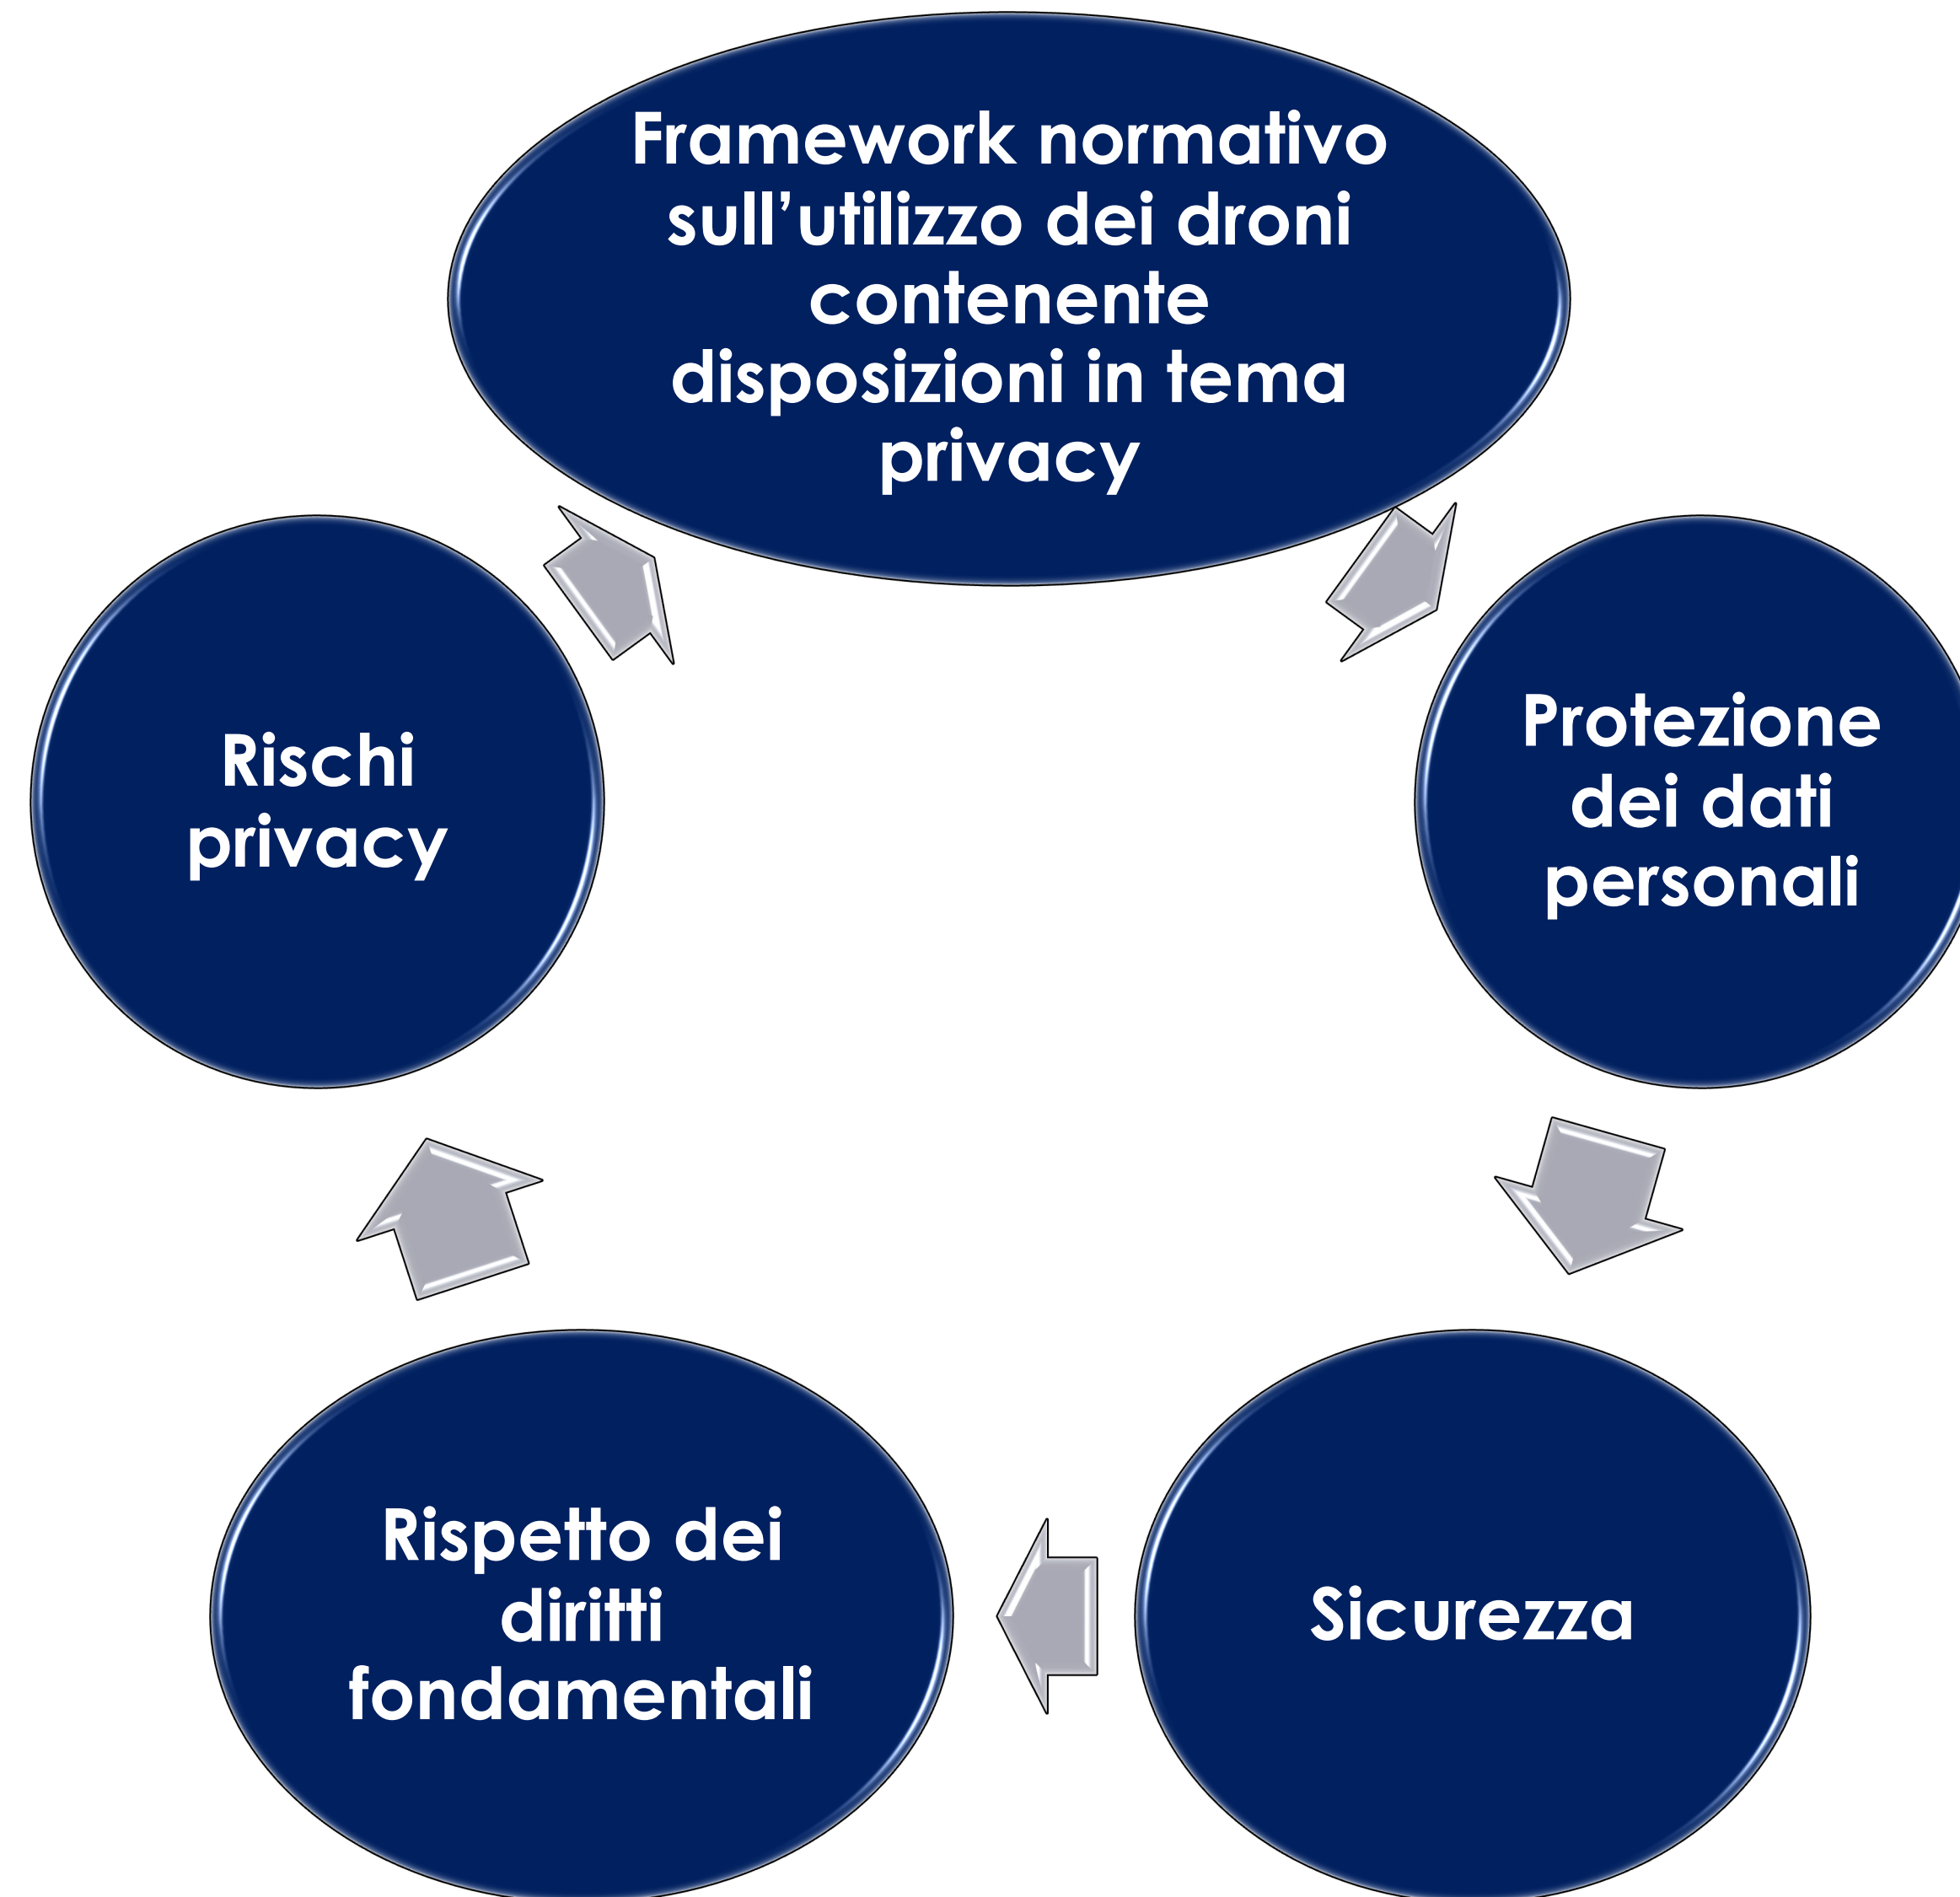 Framework normativo
sull'utilizzo dei droni
contenente
disposizioni in tema
privacy
Protezione
dei dati
personali
Sicurezza
Rispetto dei
diritti
fondamentali
Rischi
privacy